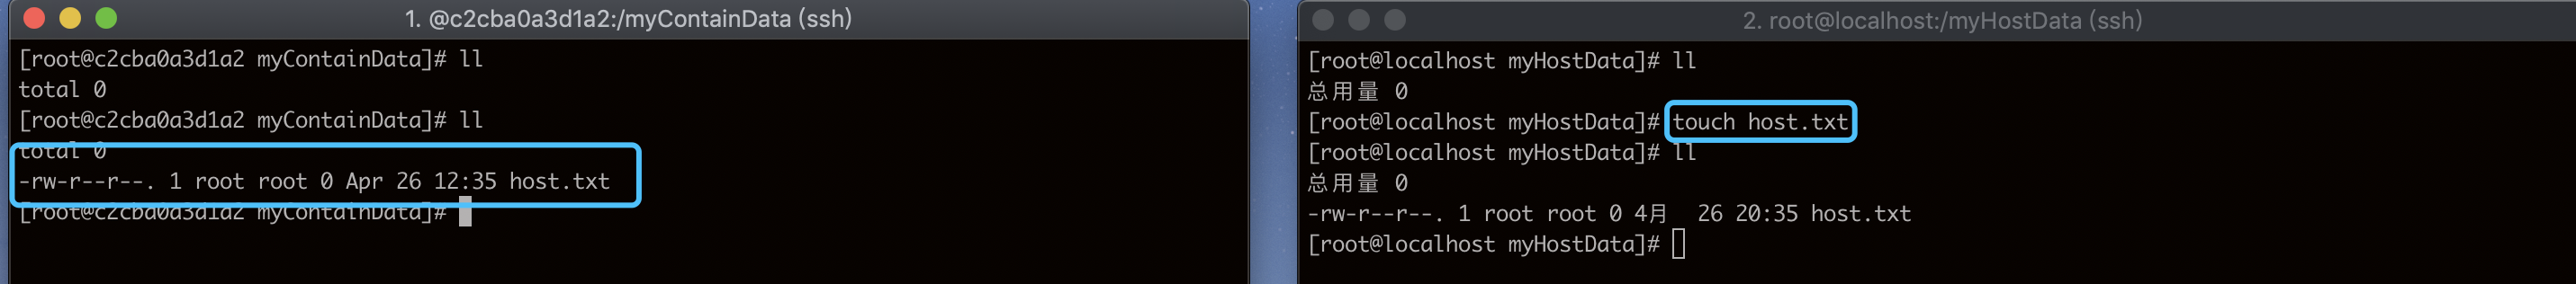 1. @c2cba0a3d1a2:/myContainData (ssh)
[root@c2cba0a3d1a2 myContainData]# ll
total 0
[root@c2cba0a3d1a2 myContainData]# ll
total 0
-rw-r--r--. 1 root root 0 Apr 26 12:35 host.txt
[root@c2cba0a3d1a2 myContainData]#
2. root@localhost:/myHostData (ssh)
[root@localhost myHostData]# ll
总用量 0
[root@localhost myHostData]# touch host.txt
[root@localhost myHostData]# ll
总用量 0
-rw-r--r--. 1 root root 0 4月  26 20:35 host.txt
[root@localhost myHostData]#